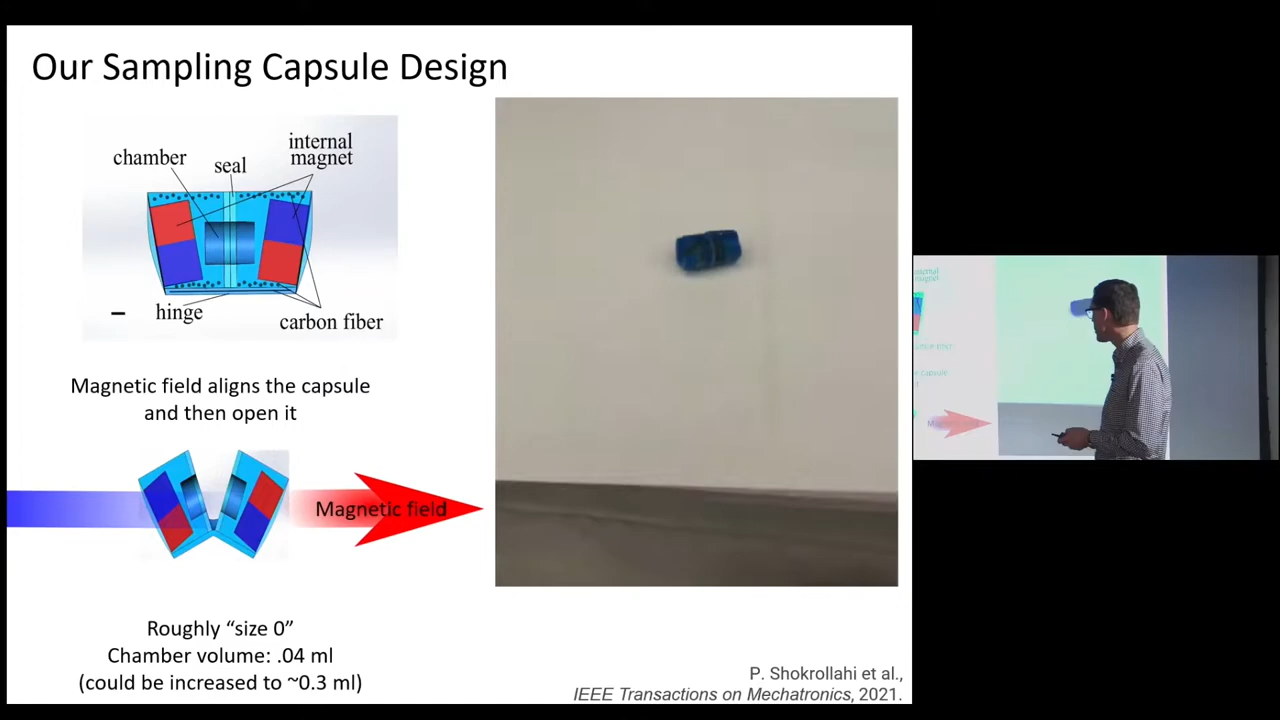 Our Sampling Capsule Design
internal
magnet
chamber
seal
hinge
carbon fiber
Magnetic field aligns the capsule
and then open it
Magnetic field
Roughly “size 0”
Chamber volume: .04 ml
(could be increased to ~0.3 ml)
P. Shokrollahi et al.,
IEEE Transactions on Mechatronics, 2021.